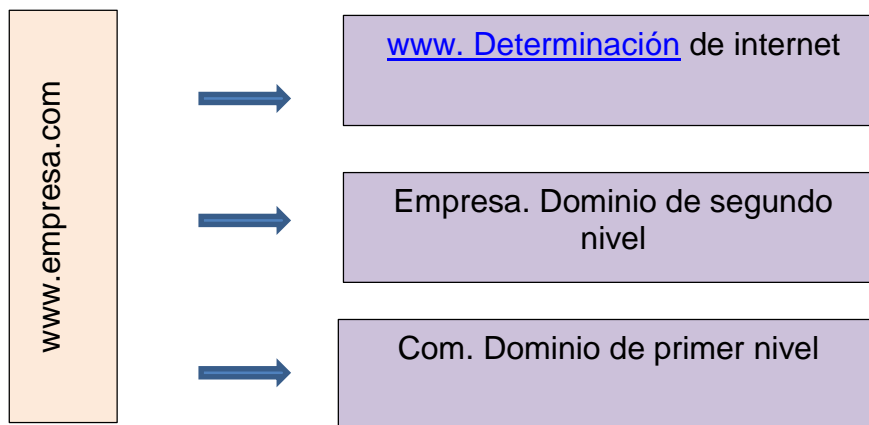 www.empresa.com
www. Determinación de internet
Empresa. Dominio de segundo
nivel
Com. Dominio de primer nivel